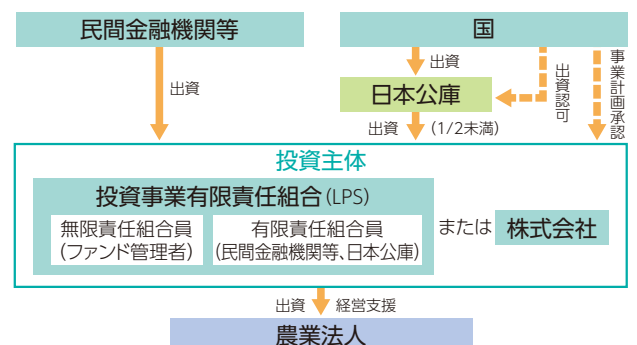 民間金融機関等
国
出資
出資
日本公庫
出資認可
事業計画承認
出資 (1/2未満)
投資主体
投資事業有限責任組合(LPS)
無限責任組合員
(ファンド管理者)
有限責任組合員
(民間金融機関等、日本公庫)
または
株式会社
出資 経営支援
農業法人